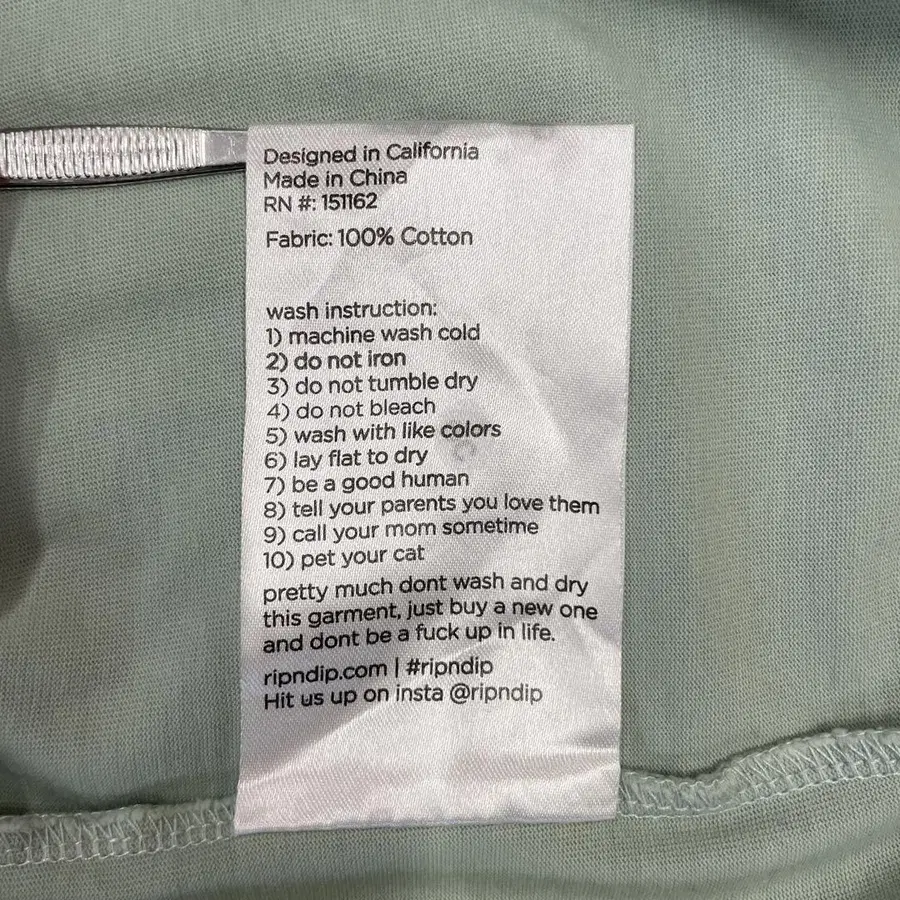 Designed in California
Made in China
RN #: 151162
Fabric: 100% Cotton
wash instruction:
1) machine wash cold
2) do not iron
3) do not tumble dry
4) do not bleach
5) wash with like colors
6) lay flat to dry
7) be a good human
8) tell your parents you love them
9) call your mom sometime
10) pet your cat
pretty much dont wash and dry
this garment, just buy a new one
and dont be a fuck up in life.
ripndip.com | #ripndip
Hit us up on insta @ripndip